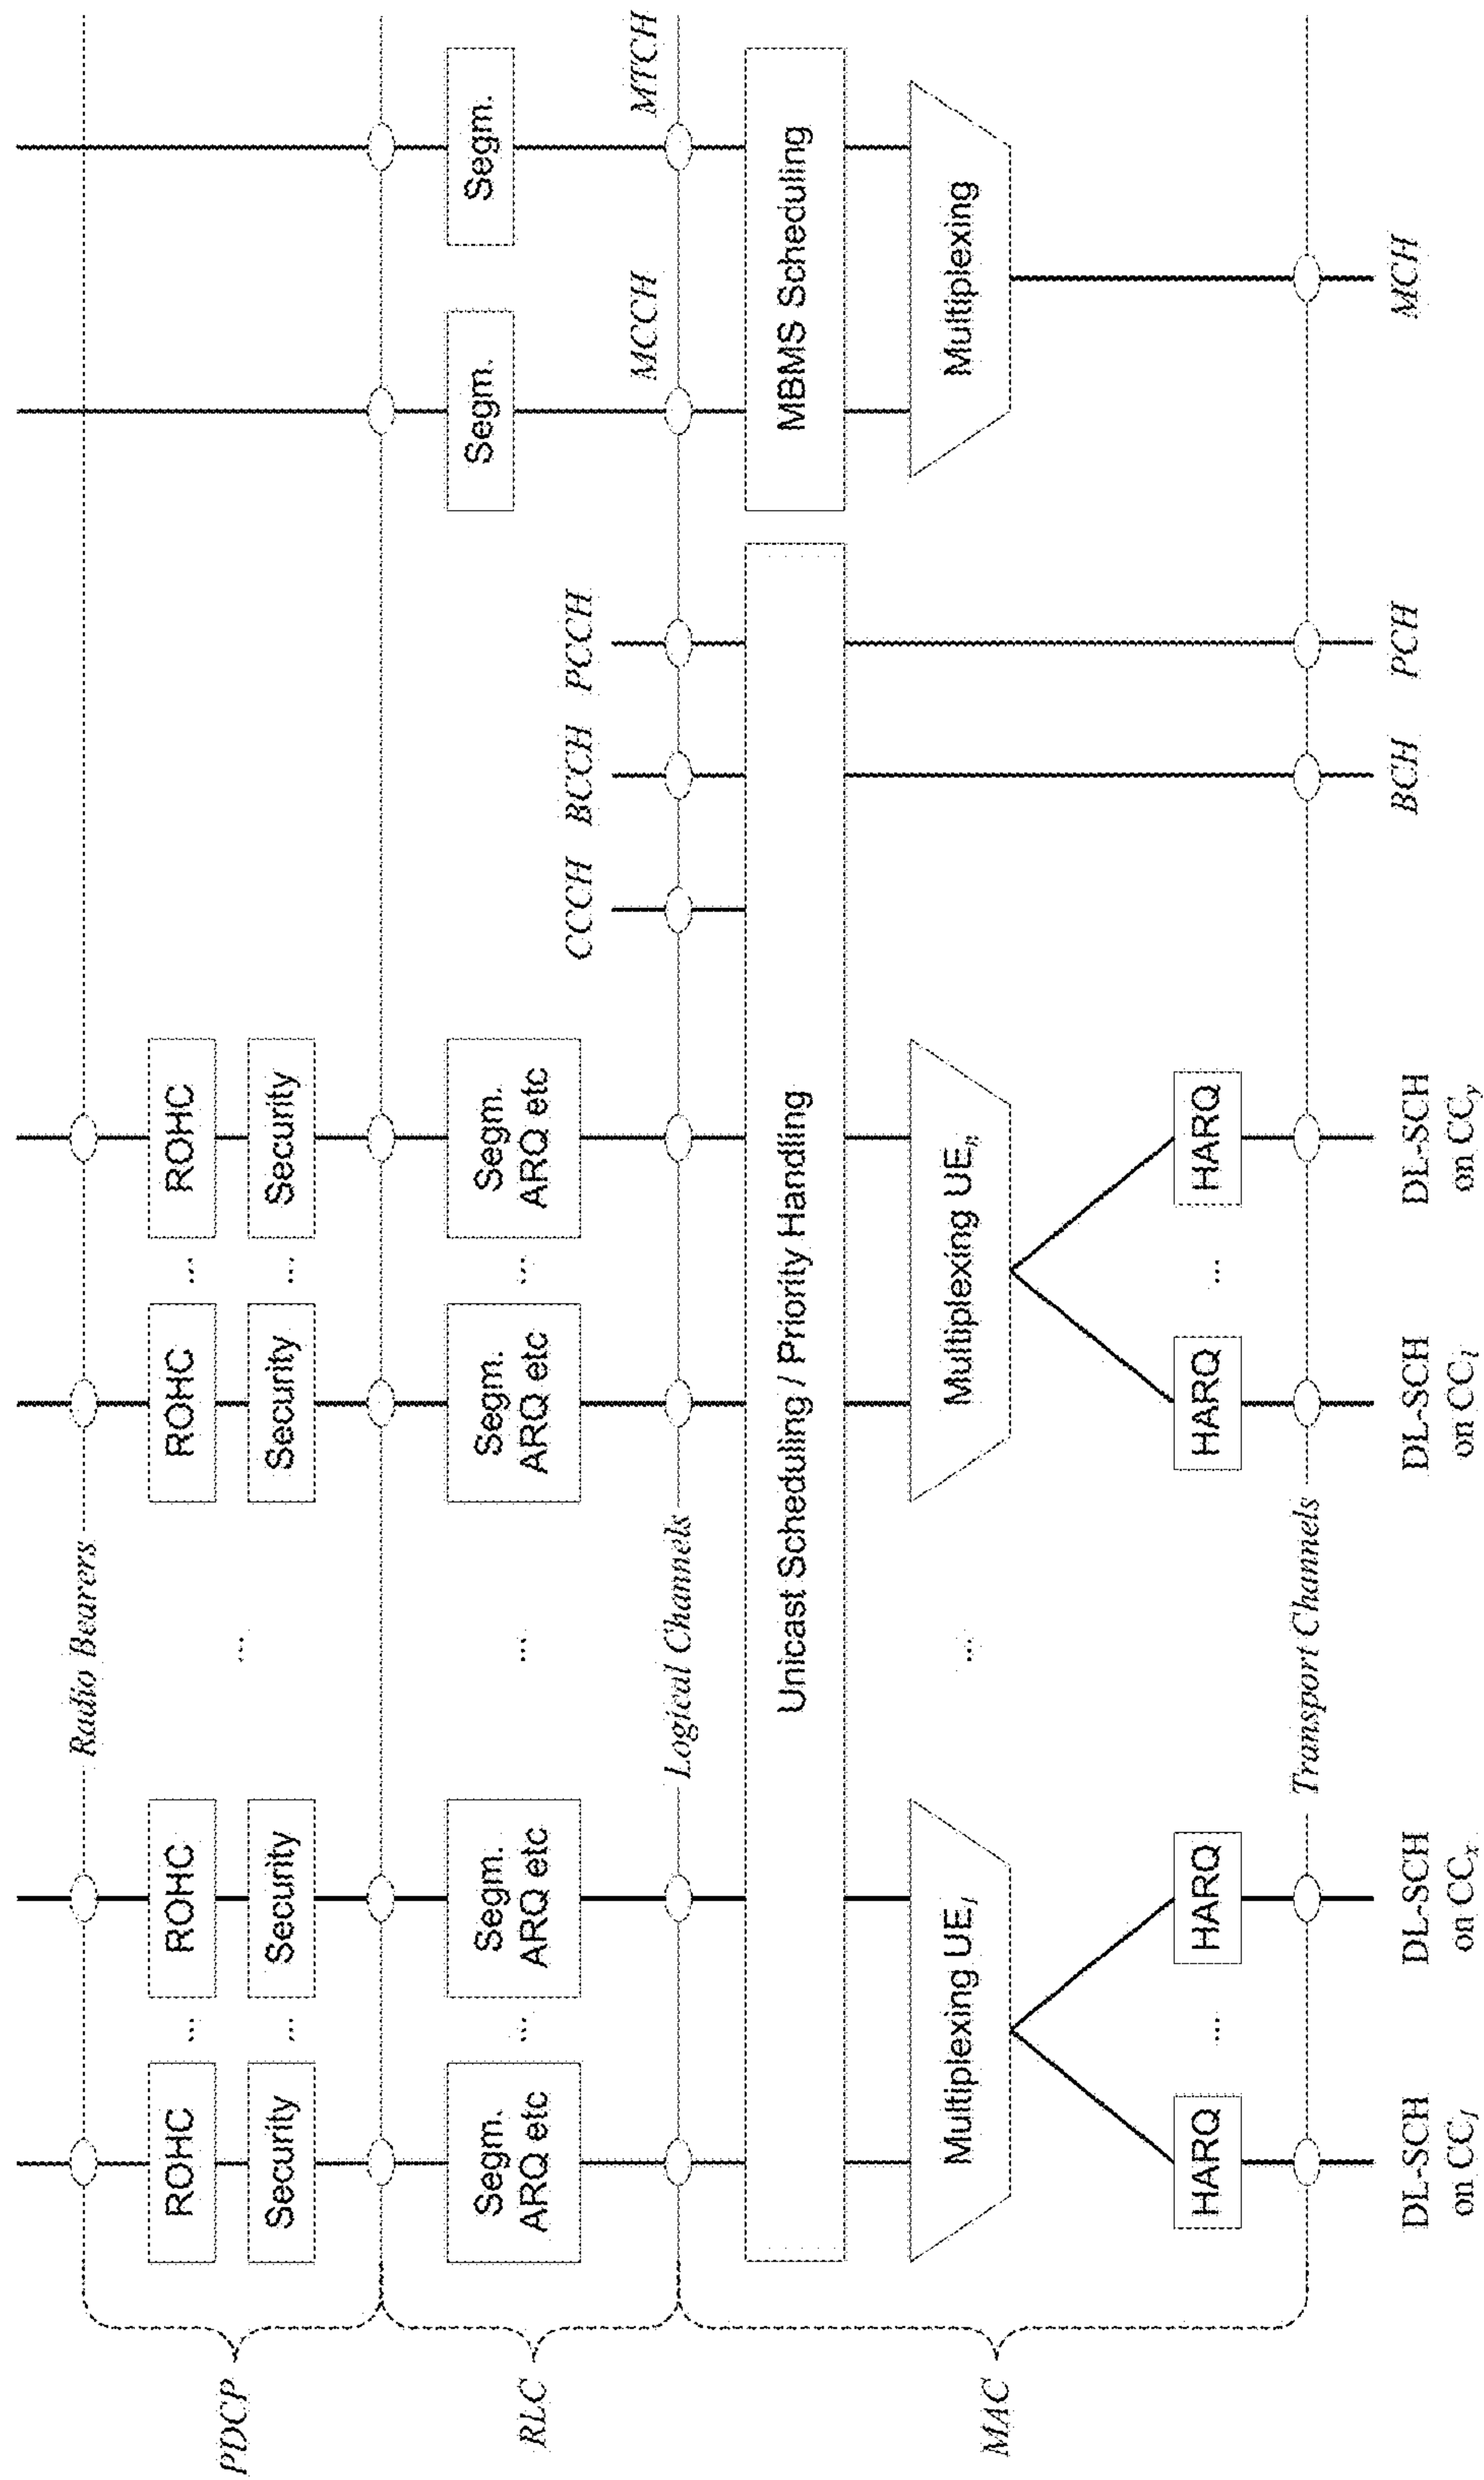 Radio Bearers
PDCP
ROHC
...
ROHC
...
ROHC
...
ROHC
Security
...
Security
Security
...
Security
RLC
Segm.
ARQ etc
...
Segm.
ARQ etc
...
Segm.
ARQ etc
...
Segm.
ARQ etc
Segm.
Segm.
Logical Channels
CCCH
BCCH
PCCH
MCCH
MTCH
MAC
Unicast Scheduling / Priority Handling
MBMS Scheduling
Multiplexing UE1
...
Multiplexing UEn
Multiplexing
HARQ
...
HARQ
HARQ
...
HARQ
Transport Channels
DL-SCH
on CC1
DL-SCH
on CCx
DL-SCH
on CC1
DL-SCH
on CCy
BCH
PCH
MCH